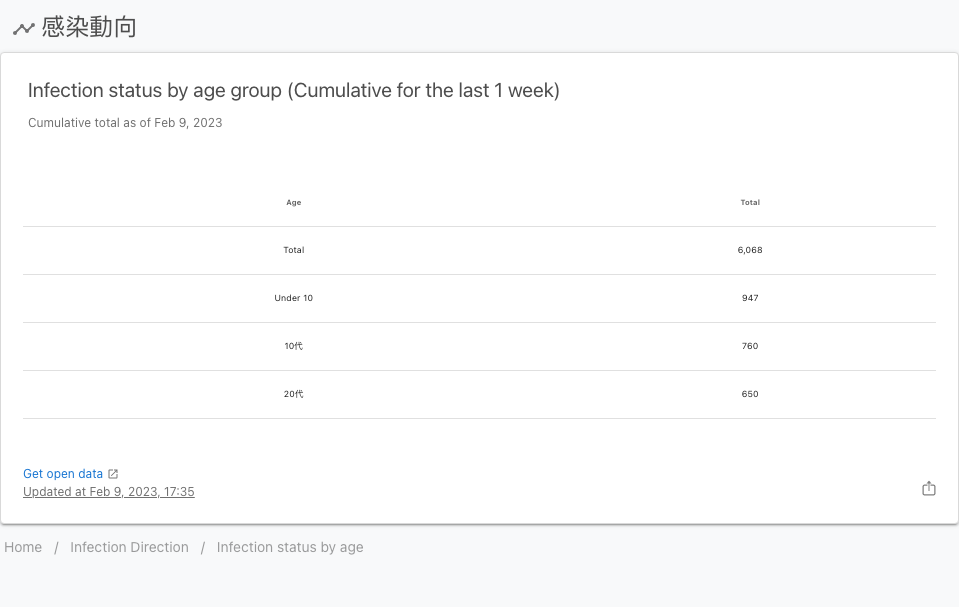 感染動向
Infection status by age group (Cumulative for the last 1 week)
Cumulative total as of Feb 9, 2023
Age Total
Total 6,068
Under 10 947
10代 760
20代 650
Get open data
Updated at Feb 9, 2023, 17:35
Home / Infection Direction / Infection status by age